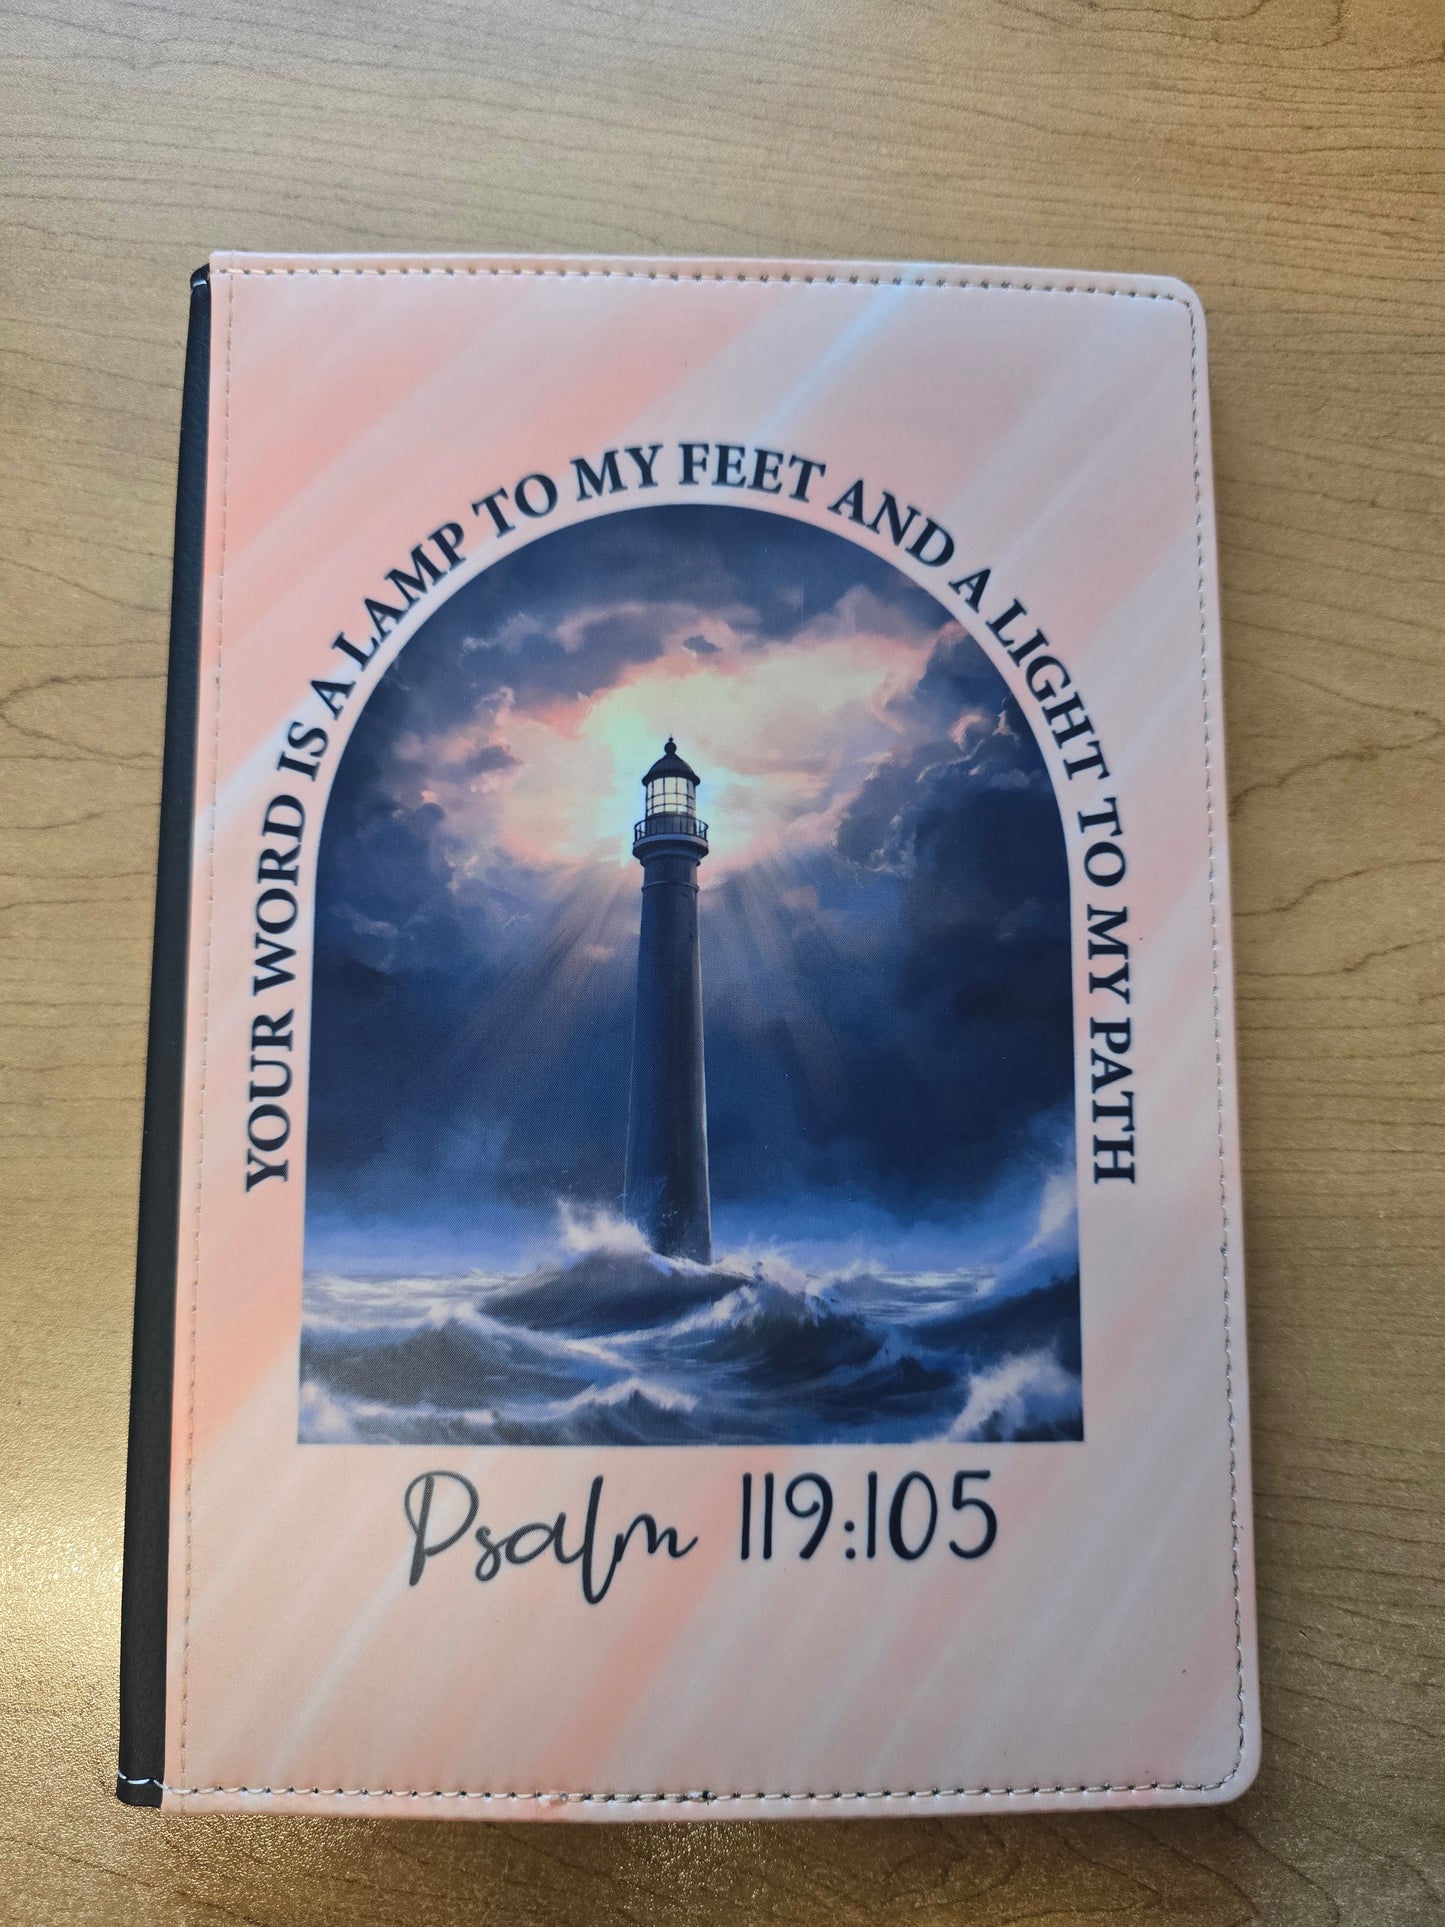 YOUR WORD IS A LAMP TO MY FEET AND A LIGHT TO MY PATH
Psalm 119:105